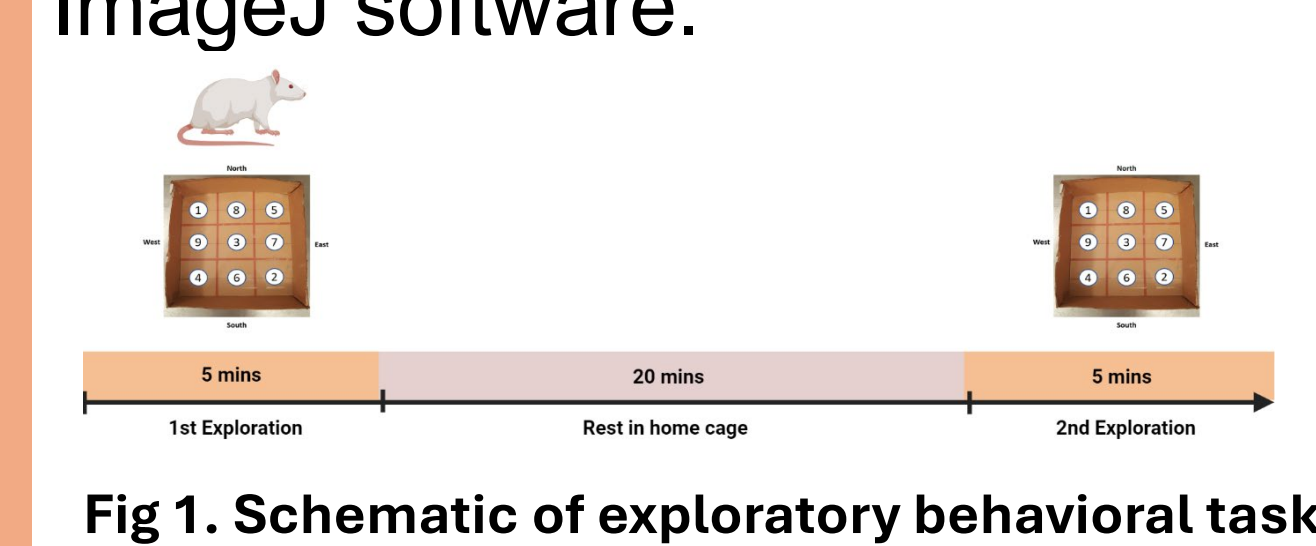 ImageJ software.
North
North
1 8 5
1 8 5
West 9 3 7 East
West 9 3 7 East
4 6 2
4 6 2
South
South
5 mins
20 mins
5 mins
1st Exploration
Rest in home cage
2nd Exploration
Fig 1. Schematic of exploratory behavioral task